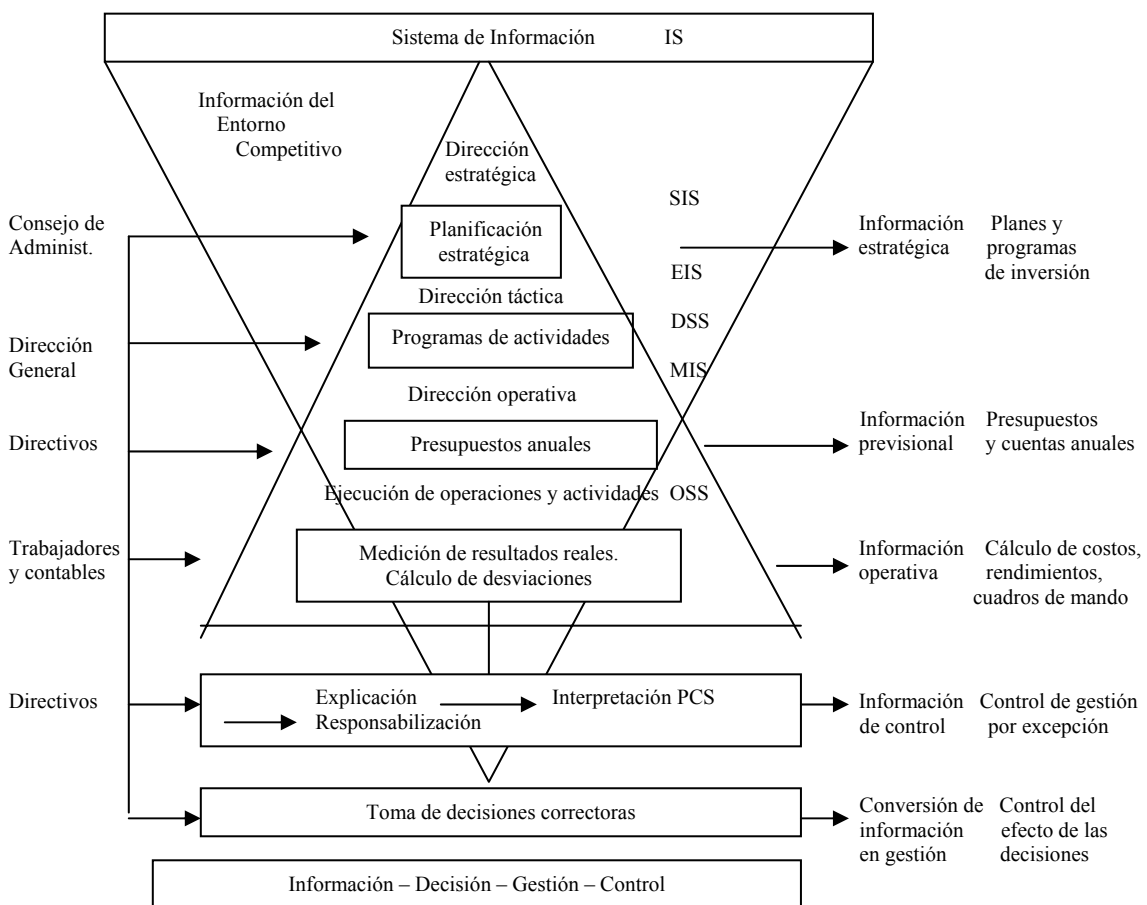 Sistema de Información IS
Información del
Entorno
Competitivo
Dirección
estratégica
SIS
Consejo de
Administ.
Planificación
estratégica
Información Planes y
estratégica programas
de inversión
EIS
Dirección táctica
DSS
Dirección
General
Programas de actividades
MIS
Dirección operativa
Directivos
Presupuestos anuales
Información Presupuestos
previsional y cuentas anuales
Ejecución de operaciones y actividades OSS
Trabajadores
y contables
Medición de resultados reales.
Cálculo de desviaciones
Información Cálculo de costos,
operativa rendimientos,
cuadros de mando
Directivos
Explicación Interpretación PCS
Responsabilización
Información Control de gestión
de control por excepción
Toma de decisiones correctoras
Conversión de Control del
información efecto de las
en gestión decisiones
Información – Decisión – Gestión – Control